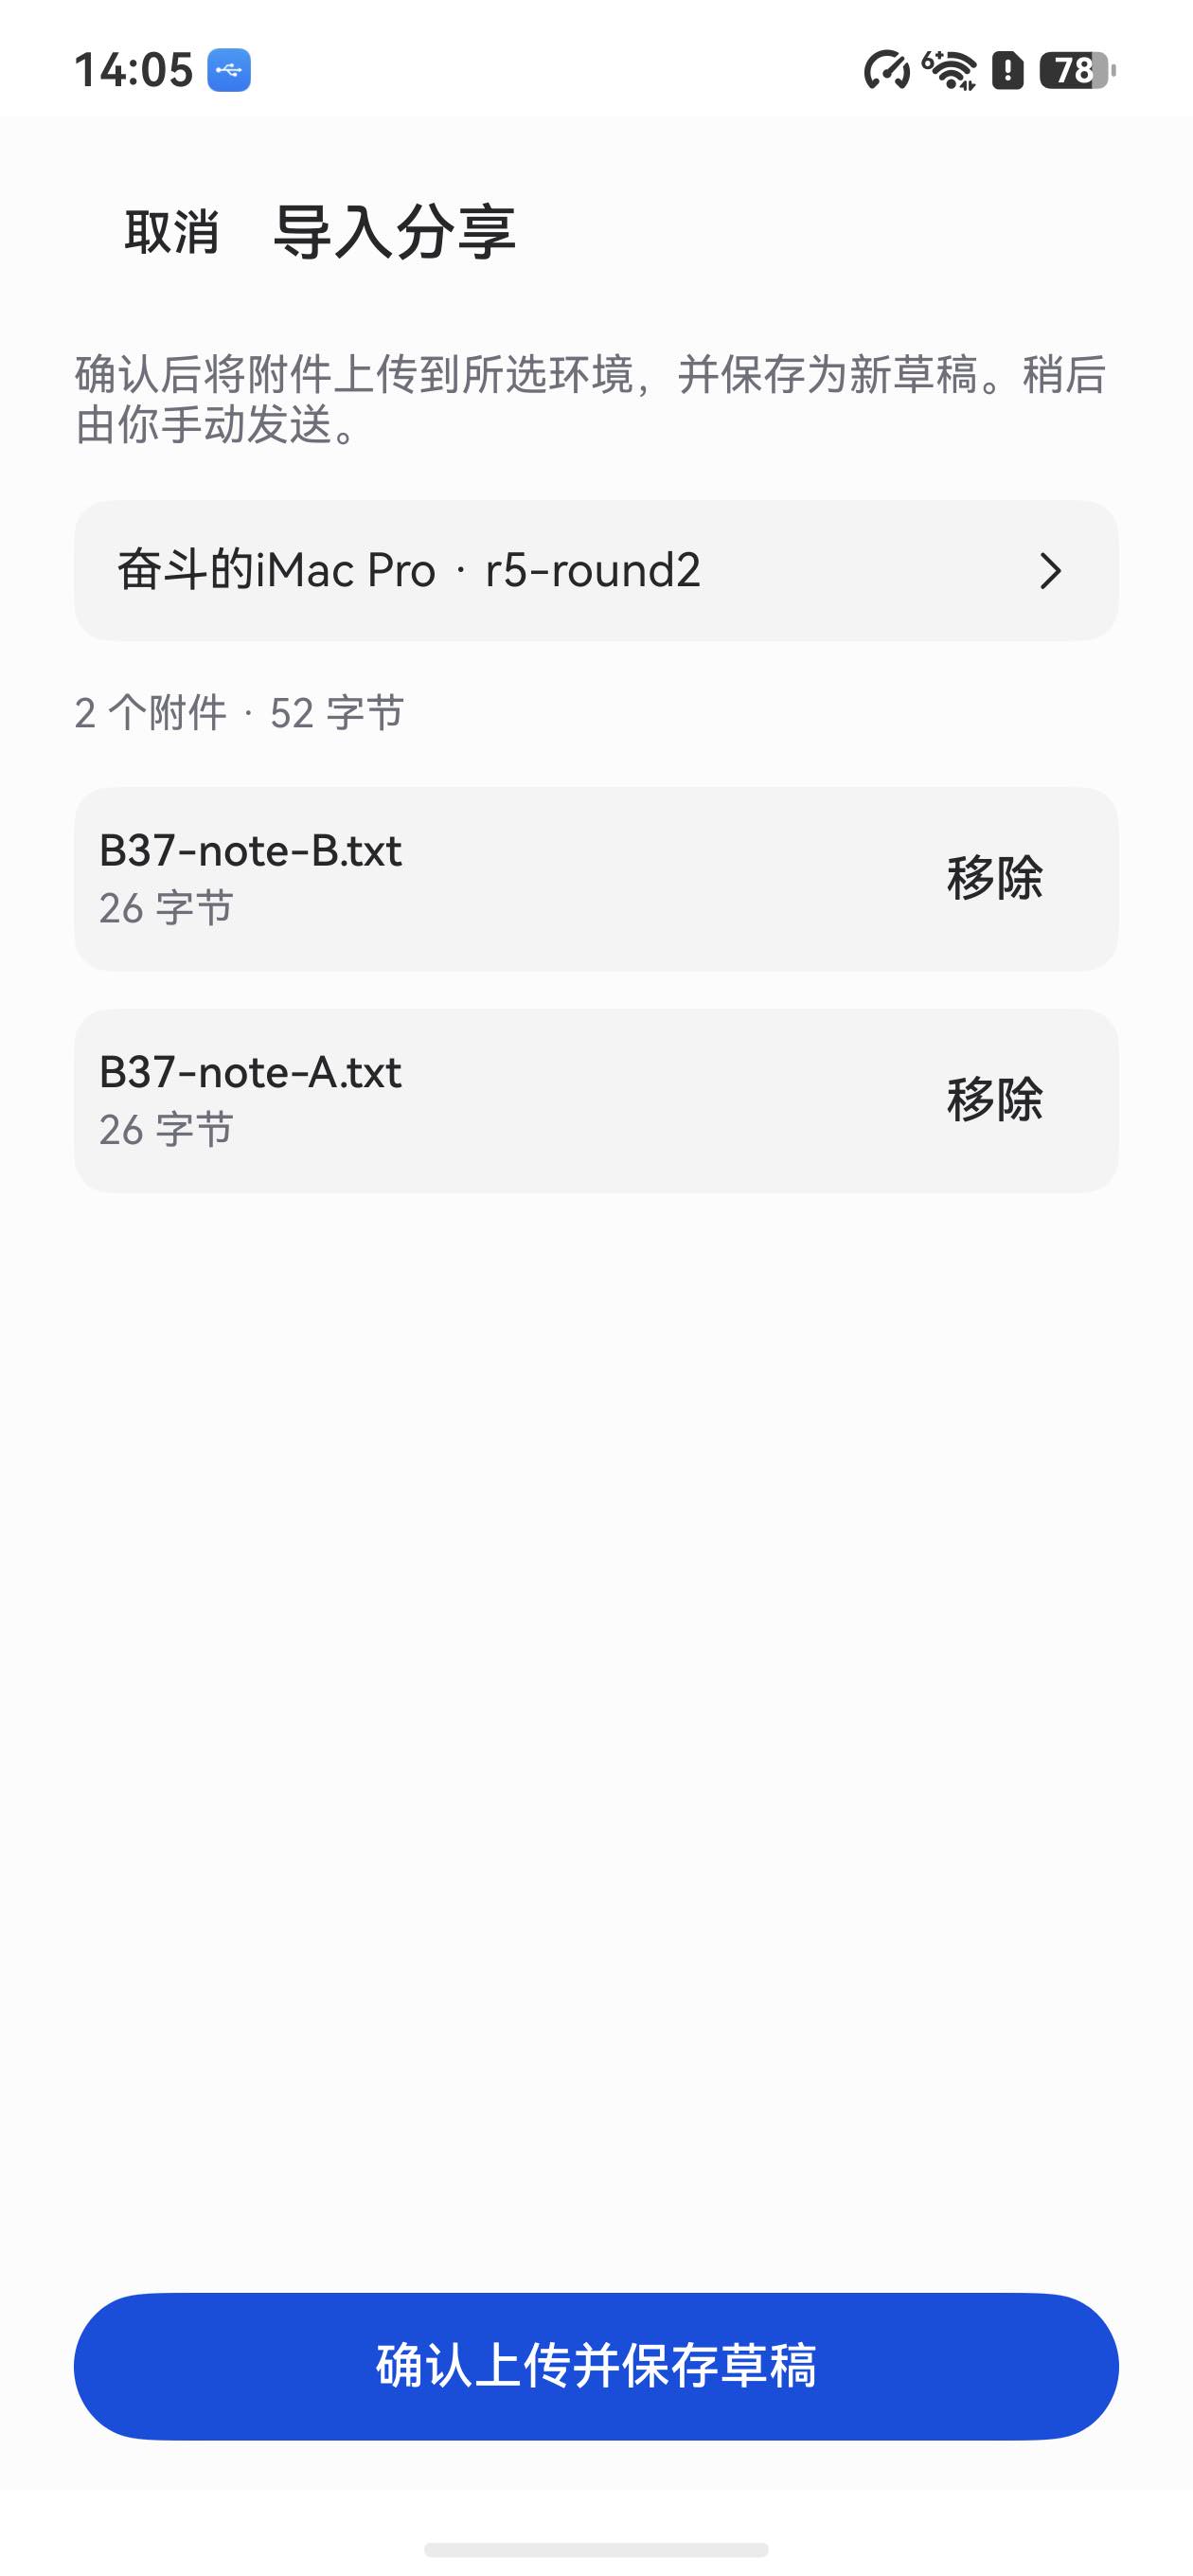 14:05
78
取消 导入分享
确认后将附件上传到所选环境，并保存为新草稿。稍后
由你手动发送。
奋斗的iMac Pro · r5-round2
2 个附件 · 52 字节
B37-note-B.txt
26 字节
移除
B37-note-A.txt
26 字节
移除
确认上传并保存草稿